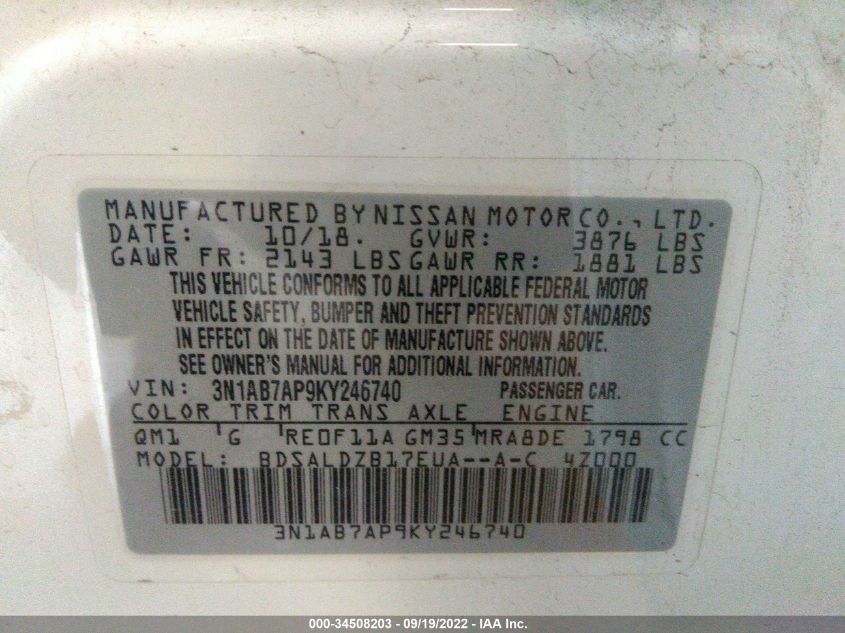 MANUFACTURED BY NISSAN MOTOR CO., LTD.
DATE: 10/18. GVWR: 3876 LBS
GAWR FR: 2143 LBS GAWR RR: 1881 LBS
THIS VEHICLE CONFORMS TO ALL APPLICABLE FEDERAL MOTOR
VEHICLE SAFETY, BUMPER AND THEFT PREVENTION STANDARDS
IN EFFECT ON THE DATE OF MANUFACTURE SHOWN ABOVE.
SEE OWNER'S MANUAL FOR ADDITIONAL INFORMATION.
VIN: 3N1AB7AP9KY246740 PASSENGER CAR.
COLOR TRIM TRANS AXLE ENGINE
QM1 G RE0F11A GM35 MRA8DE 1798 CC
MODEL: BDSALDZB17EUA--A-C 4Z000
3N1AB7AP9KY246740
000-34508203 - 09/19/2022 - IAA Inc.